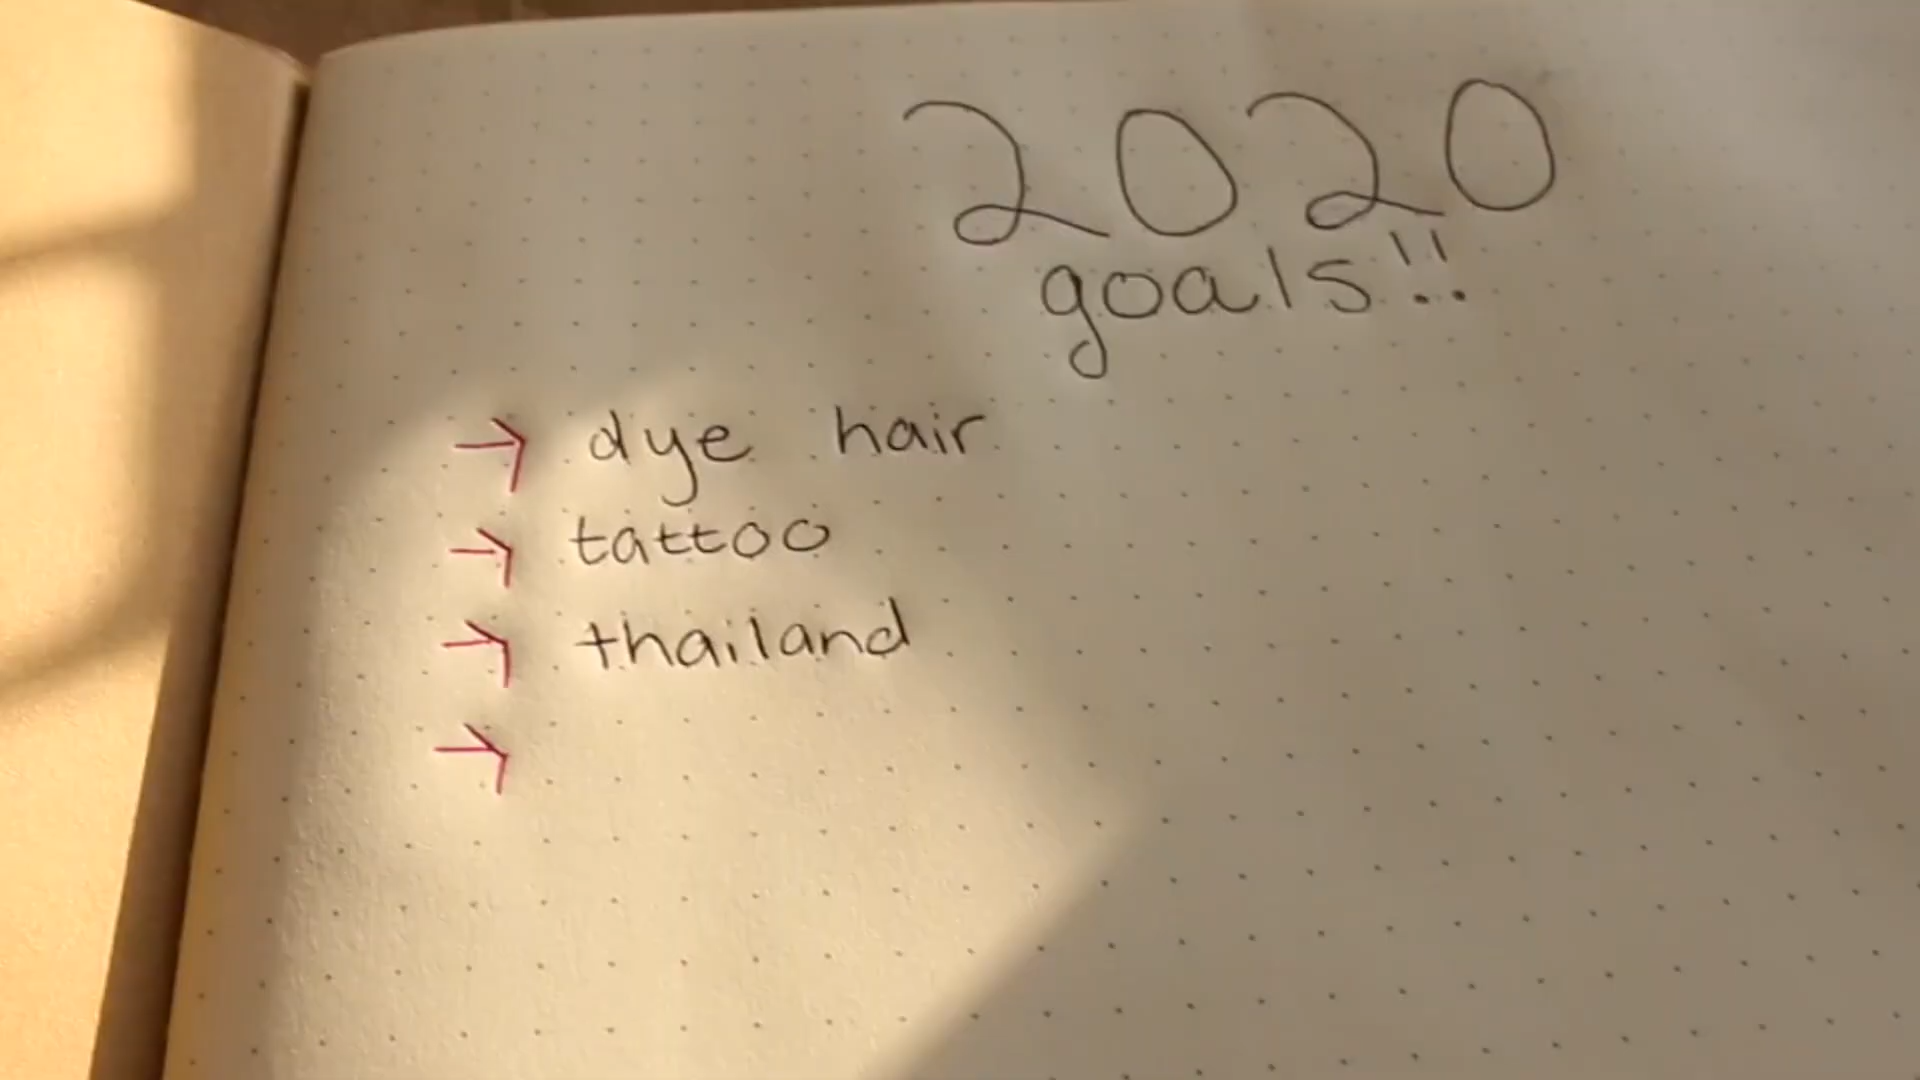 2020
goals!!
→ dye hair
→ tattoo
→ thailand
→